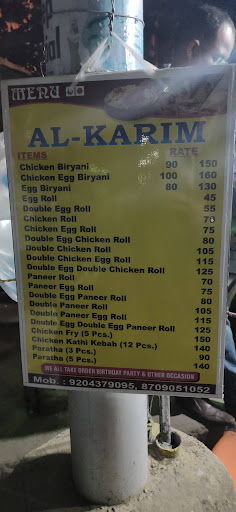 MENU
AL-KARIM
ITEMS RATE
Chicken Biryani 90 150
Chicken Egg Biryani 100 160
Egg Biryani 80 130
Egg Roll 45
Double Egg Roll 55
Chicken Roll 70
Chicken Egg Roll 75
Double Egg Chicken Roll 80
Double Chicken Roll 105
Double Chicken Egg Roll 115
Double Egg Double Chicken Roll 125
Paneer Roll 70
Paneer Egg Roll 75
Double Egg Paneer Roll 80
Double Paneer Roll 105
Double Paneer Egg Roll 115
Double Egg Double Egg Paneer Roll 125
Chicken Fry (5 Pcs.) 150
Chicken Kathi Kebab (12 Pcs.) 140
Paratha (3 Pcs.) 90
Paratha (5 Pcs.) 140
WE ALL TAKE ORDER BIRTHDAY PARTY & OTHER OCCASION
Mob. : 9204379095, 8709051052